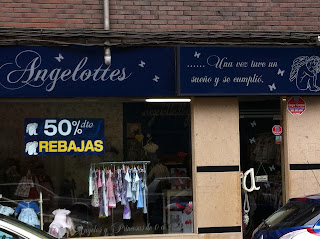 Angelottes
...... Una vez tuve un
sueño y se cumplió.
50% dto
REBAJAS